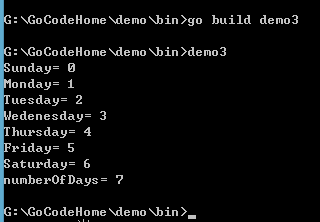 G:\GoCodeHome\demo\bin>go build demo3
G:\GoCodeHome\demo\bin>demo3
Sunday= 0
Monday= 1
Tuesday= 2
Wedenesday= 3
Thursday= 4
Friday= 5
Saturday= 6
numberOfDays= 7
G:\GoCodeHome\demo\bin>